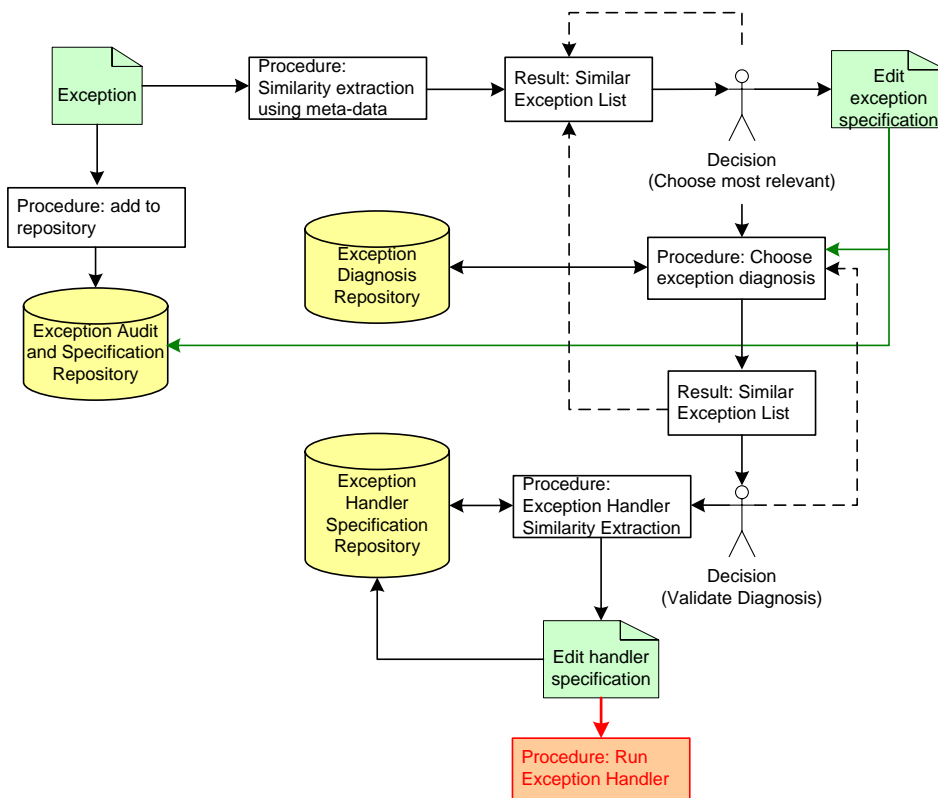 Exception
Procedure:
Similarity extraction
using meta-data
Result: Similar
Exception List
Decision
(Choose most relevant)
Edit
exception
specification
Procedure: add to
repository
Exception
Diagnosis
Repository
Procedure: Choose
exception diagnosis
Exception Audit
and Specification
Repository
Result: Similar
Exception List
Exception
Handler
Specification
Repository
Procedure:
Exception Handler
Similarity Extraction
Decision
(Validate Diagnosis)
Edit handler
specification
Procedure: Run
Exception Handler